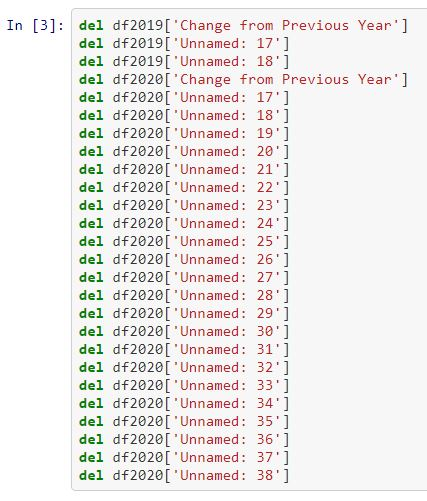 In [3]: del df2019['Change from Previous Year']
del df2019['Unnamed: 17']
del df2019['Unnamed: 18']
del df2020['Change from Previous Year']
del df2020['Unnamed: 17']
del df2020['Unnamed: 18']
del df2020['Unnamed: 19']
del df2020['Unnamed: 20']
del df2020['Unnamed: 21']
del df2020['Unnamed: 22']
del df2020['Unnamed: 23']
del df2020['Unnamed: 24']
del df2020['Unnamed: 25']
del df2020['Unnamed: 26']
del df2020['Unnamed: 27']
del df2020['Unnamed: 28']
del df2020['Unnamed: 29']
del df2020['Unnamed: 30']
del df2020['Unnamed: 31']
del df2020['Unnamed: 32']
del df2020['Unnamed: 33']
del df2020['Unnamed: 34']
del df2020['Unnamed: 35']
del df2020['Unnamed: 36']
del df2020['Unnamed: 37']
del df2020['Unnamed: 38']